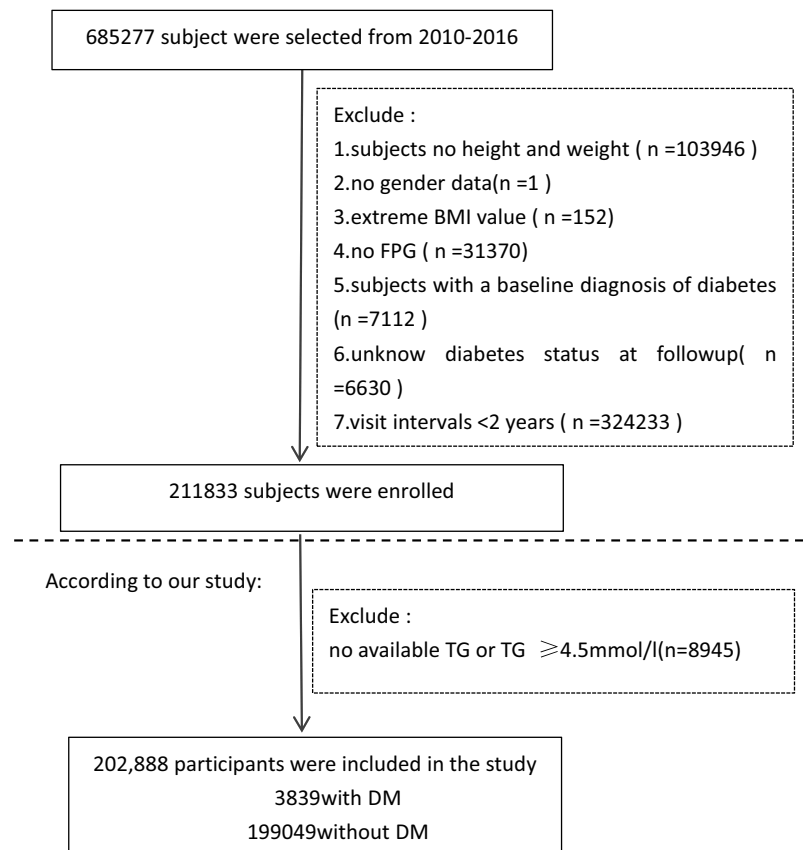 685277 subject were selected from 2010-2016
Exclude :
1.subjects no height and weight ( n =103946 )
2.no gender data(n =1 )
3.extreme BMI value ( n =152)
4.no FPG ( n =31370)
5.subjects with a baseline diagnosis of diabetes
(n =7112 )
6.unknow diabetes status at followup( n
=6630 )
7.visit intervals <2 years ( n =324233 )
211833 subjects were enrolled
According to our study:
Exclude :
no available TG or TG ≥4.5mmol/l(n=8945)
202,888 participants were included in the study
3839with DM
199049without DM